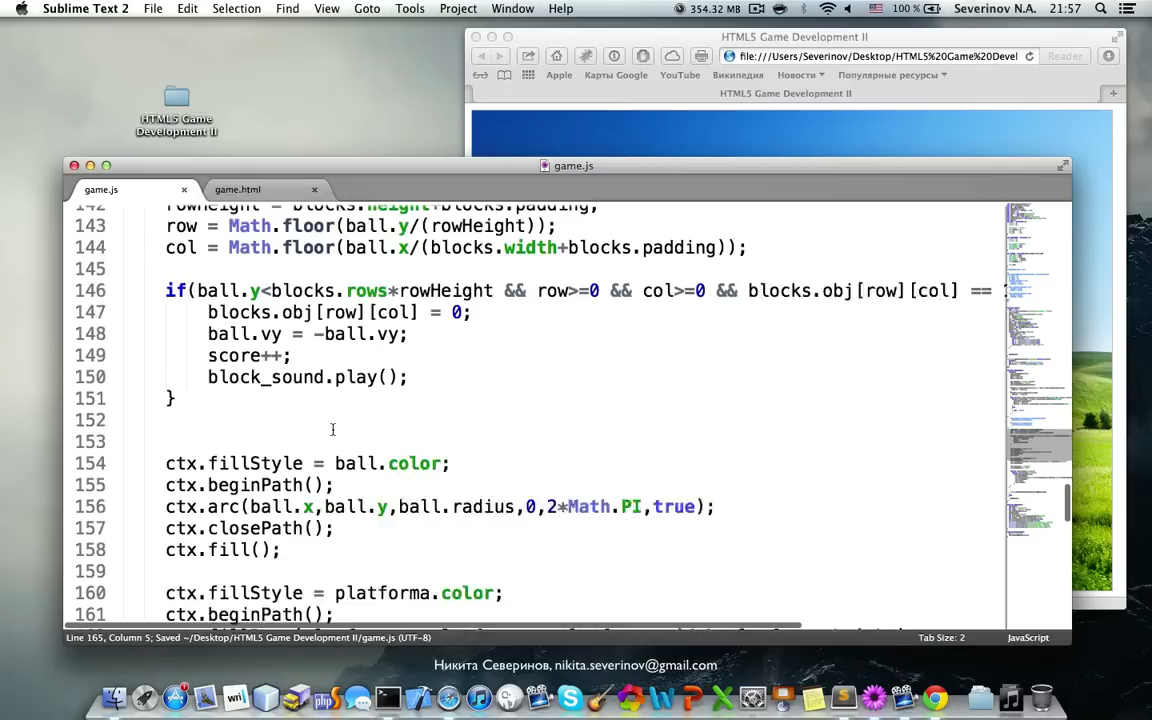 Sublime Text 2 File Edit Selection Find View Goto Tools Project Window Help 354.32 MB 100 % Severinov N.A. 21:57
HTML5 Game Development II
file:///Users/Severinov/Desktop/HTML5%20Game%20Devel Reader
Apple Карты Google YouTube Википедия Новости Популярные ресурсы
HTML5 Game Development II
HTML5 Game
Development II
game.js
game.js game.html
142 rowHeight = blocks.height+blocks.padding,
143 row = Math.floor(ball.y/(rowHeight));
144 col = Math.floor(ball.x/(blocks.width+blocks.padding));
145
146 if(ball.y<blocks.rows*rowHeight && row>=0 && col>=0 && blocks.obj[row][col] == 1
147 blocks.obj[row][col] = 0;
148 ball.vy = -ball.vy;
149 score++;
150 block_sound.play();
151 }
152
153
154 ctx.fillStyle = ball.color;
155 ctx.beginPath();
156 ctx.arc(ball.x,ball.y,ball.radius,0,2*Math.PI,true);
157 ctx.closePath();
158 ctx.fill();
159
160 ctx.fillStyle = platforma.color;
161 ctx.beginPath();
Line 165, Column 5; Saved ~/Desktop/HTML5 Game Development II/game.js (UTF-8) Tab Size: 2 JavaScript
Никита Северинов, nikita.severinov@gmail.com